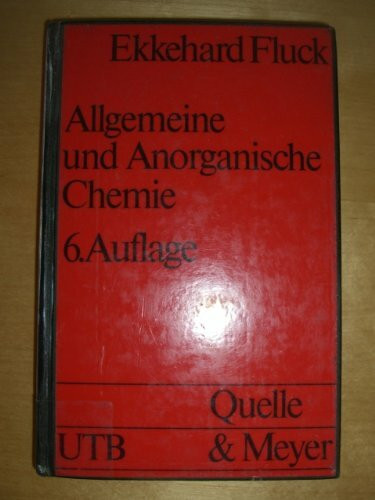 Ekkehard Fluck
Allgemeine
und Anorganische
Chemie
6.Auflage
Quelle
UTB & Meyer